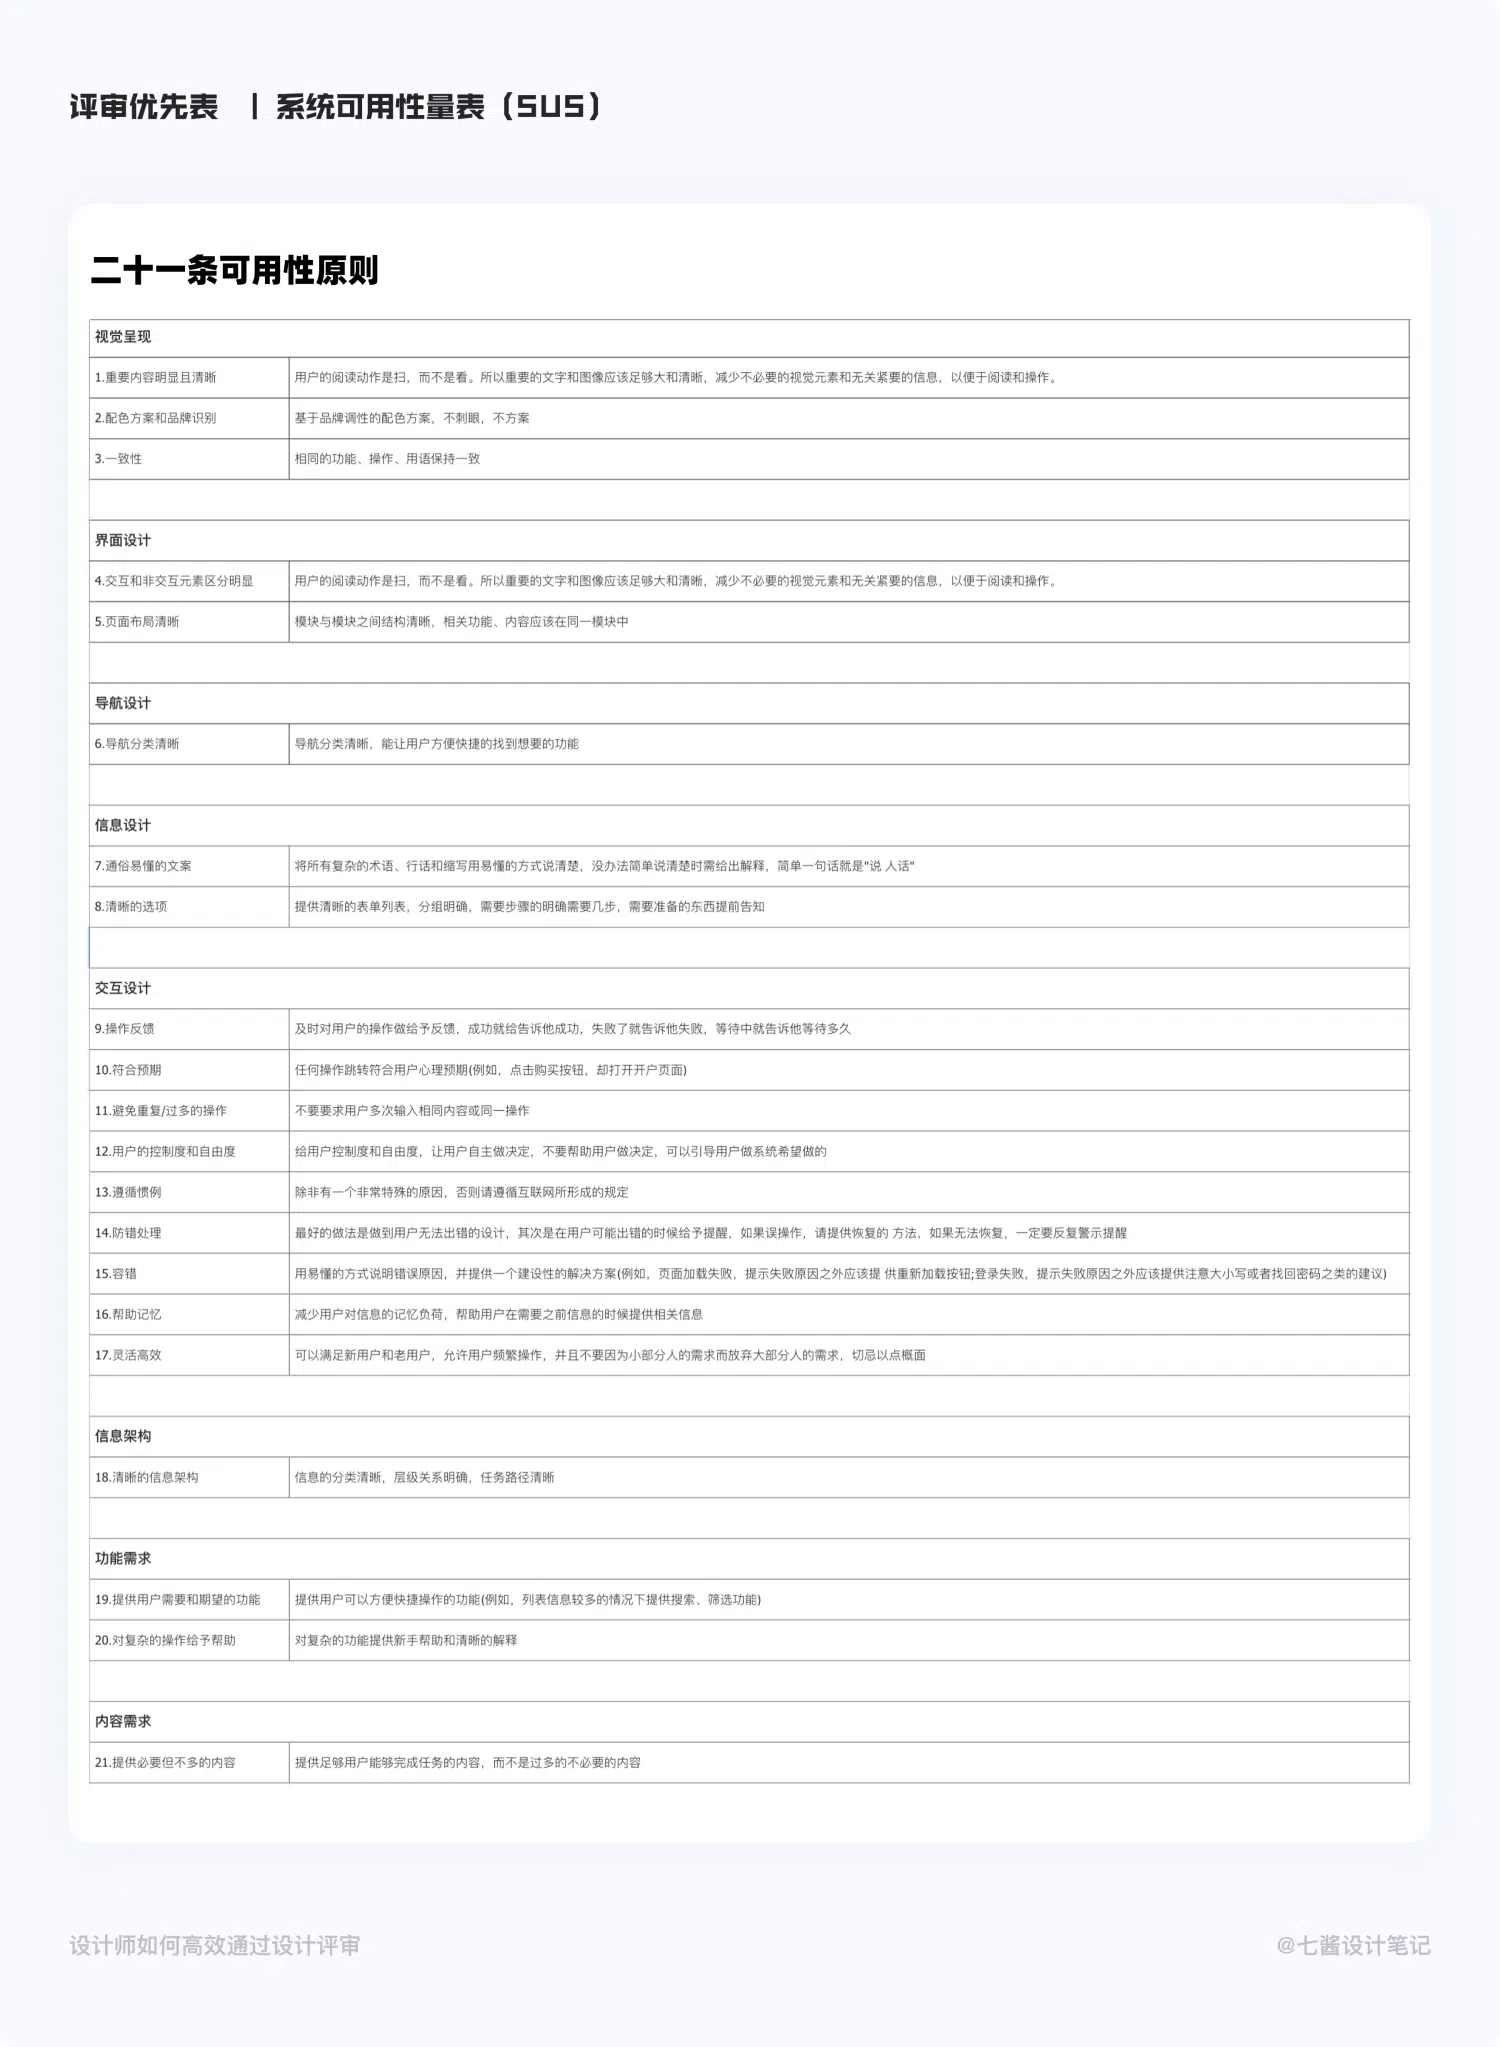 评审优先表 | 系统可用性量表（SUS）
二十一条可用性原则
视觉呈现
1.重要内容明显且清晰 用户的阅读动作是扫，而不是看。所以重要的文字和图像应该足够大和清晰，减少不必要的视觉元素和无关紧要的信息，以便于阅读和操作。
2.配色方案和品牌识别 基于品牌调性的配色方案，不刺眼，不方案
3.一致性 相同的功能、操作、用语保持一致
界面设计
4.交互和非交互元素区分明显 用户的阅读动作是扫，而不是看。所以重要的文字和图像应该足够大和清晰，减少不必要的视觉元素和无关紧要的信息，以便于阅读和操作。
5.页面布局清晰 模块与模块之间结构清晰，相关功能、内容应该在同一模块中
导航设计
6.导航分类清晰 导航分类清晰，能让用户方便快捷的找到想要的功能
信息设计
7.通俗易懂的文案 将所有复杂的术语、行话和缩写用易懂的方式说清楚，没办法简单说清楚时需给出解释，简单一句话就是"说 人话"
8.清晰的选项 提供清晰的表单列表，分组明确，需要步骤的明确需要几步，需要准备的东西提前告知
交互设计
9.操作反馈 及时对用户的操作做给予反馈，成功就给告诉他成功，失败了就告诉他失败，等待中就告诉他等待多久
10.符合预期 任何操作跳转符合用户心理预期(例如，点击购买按钮，却打开开户页面)
11.避免重复/过多的操作 不要要求用户多次输入相同内容或同一操作
12.用户的控制度和自由度 给用户控制度和自由度，让用户自主做决定，不要帮助用户做决定，可以引导用户做系统希望做的
13.遵循惯例 除非有一个非常特殊的原因，否则请遵循互联网所形成的规定
14.防错处理 最好的做法是做到用户无法出错的设计，其次是在用户可能出错的时候给予提醒，如果误操作，请提供恢复的 方法，如果无法恢复，一定要反复警示提醒
15.容错 用易懂的方式说明错误原因，并提供一个建设性的解决方案(例如，页面加载失败，提示失败原因之外应该提 供重新加载按钮;登录失败，提示失败原因之外应该提供注意大小写或者找回密码之类的建议)
16.帮助记忆 减少用户对信息的记忆负荷，帮助用户在需要之前信息的时候提供相关信息
17.灵活高效 可以满足新用户和老用户，允许用户频繁操作，并且不要因为小部分人的需求而放弃大部分人的需求，切忌以点概面
信息架构
18.清晰的信息架构 信息的分类清晰，层级关系明确，任务路径清晰
功能需求
19.提供用户需要和期望的功能 提供用户可以方便快捷操作的功能(例如，列表信息较多的情况下提供搜索、筛选功能)
20.对复杂的操作给予帮助 对复杂的功能提供新手帮助和清晰的解释
内容需求
21.提供必要但不多的内容 提供足够用户能够完成任务的内容，而不是过多的不必要的内容
设计师如何高效通过设计评审 @七酱设计笔记